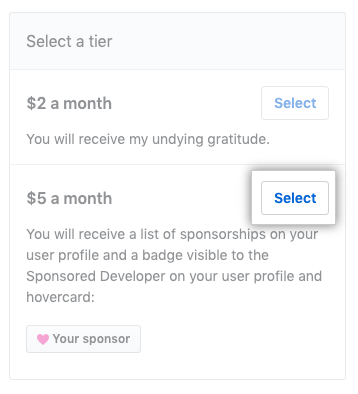 Select a tier
$2 a month
Select
You will receive my undying gratitude.
$5 a month
Select
You will receive a list of sponsorships on your
user profile and a badge visible to the
Sponsored Developer on your user profile and
hovercard:
Your sponsor